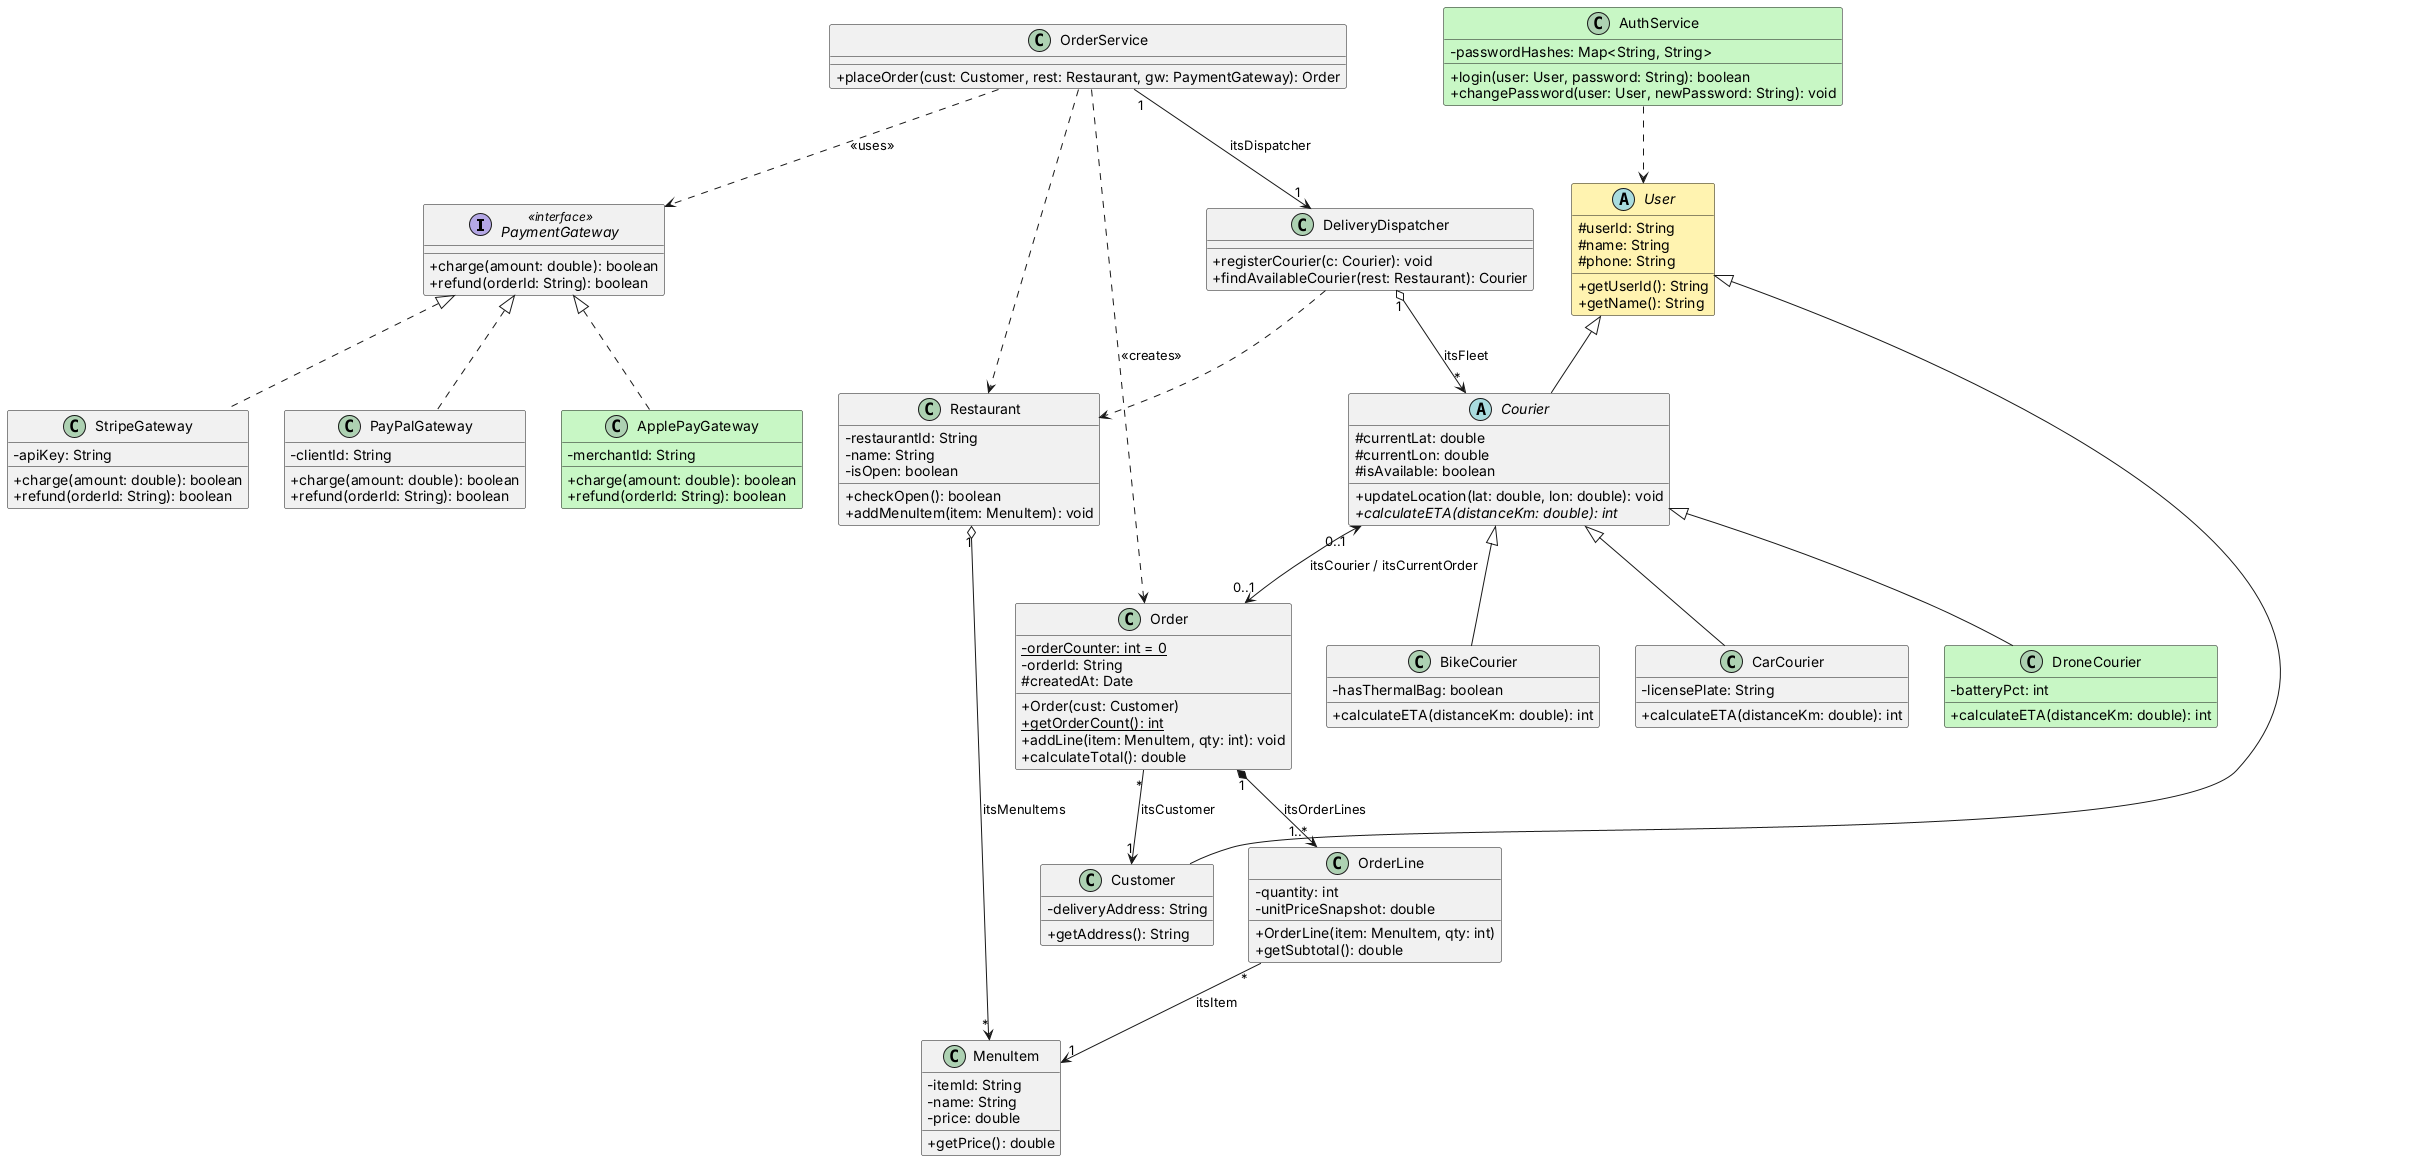 OrderService
+placeOrder(cust: Customer, rest: Restaurant, gw: PaymentGateway): Order
AuthService
-passwordHashes: Map<String, String>
+login(user: User, password: String): boolean
+changePassword(user: User, newPassword: String): void
1
«uses»
itsDispatcher
1
«interface»
PaymentGateway
+charge(amount: double): boolean
+refund(orderId: String): boolean
DeliveryDispatcher
+registerCourier(c: Courier): void
+findAvailableCourier(rest: Restaurant): Courier
User
#userId: String
#name: String
#phone: String
+getUserId(): String
+getName(): String
1
«creates»
itsFleet
*
StripeGateway
-apiKey: String
+charge(amount: double): boolean
+refund(orderId: String): boolean
PayPalGateway
-clientId: String
+charge(amount: double): boolean
+refund(orderId: String): boolean
ApplePayGateway
-merchantId: String
+charge(amount: double): boolean
+refund(orderId: String): boolean
Restaurant
-restaurantId: String
-name: String
-isOpen: boolean
+checkOpen(): boolean
+addMenuItem(item: MenuItem): void
Courier
#currentLat: double
#currentLon: double
#isAvailable: boolean
+updateLocation(lat: double, lon: double): void
+calculateETA(distanceKm: double): int
1
0..1
itsCourier / itsCurrentOrder
0..1
Order
-orderCounter: int = 0
-orderId: String
#createdAt: Date
+Order(cust: Customer)
+getOrderCount(): int
+addLine(item: MenuItem, qty: int): void
+calculateTotal(): double
BikeCourier
-hasThermalBag: boolean
+calculateETA(distanceKm: double): int
CarCourier
-licensePlate: String
+calculateETA(distanceKm: double): int
DroneCourier
-batteryPct: int
+calculateETA(distanceKm: double): int
*
1
itsMenuItems
itsCustomer
itsOrderLines
1
1..*
Customer
-deliveryAddress: String
+getAddress(): String
OrderLine
-quantity: int
-unitPriceSnapshot: double
+OrderLine(item: MenuItem, qty: int)
+getSubtotal(): double
*
itsItem
*
1
MenuItem
-itemId: String
-name: String
-price: double
+getPrice(): double